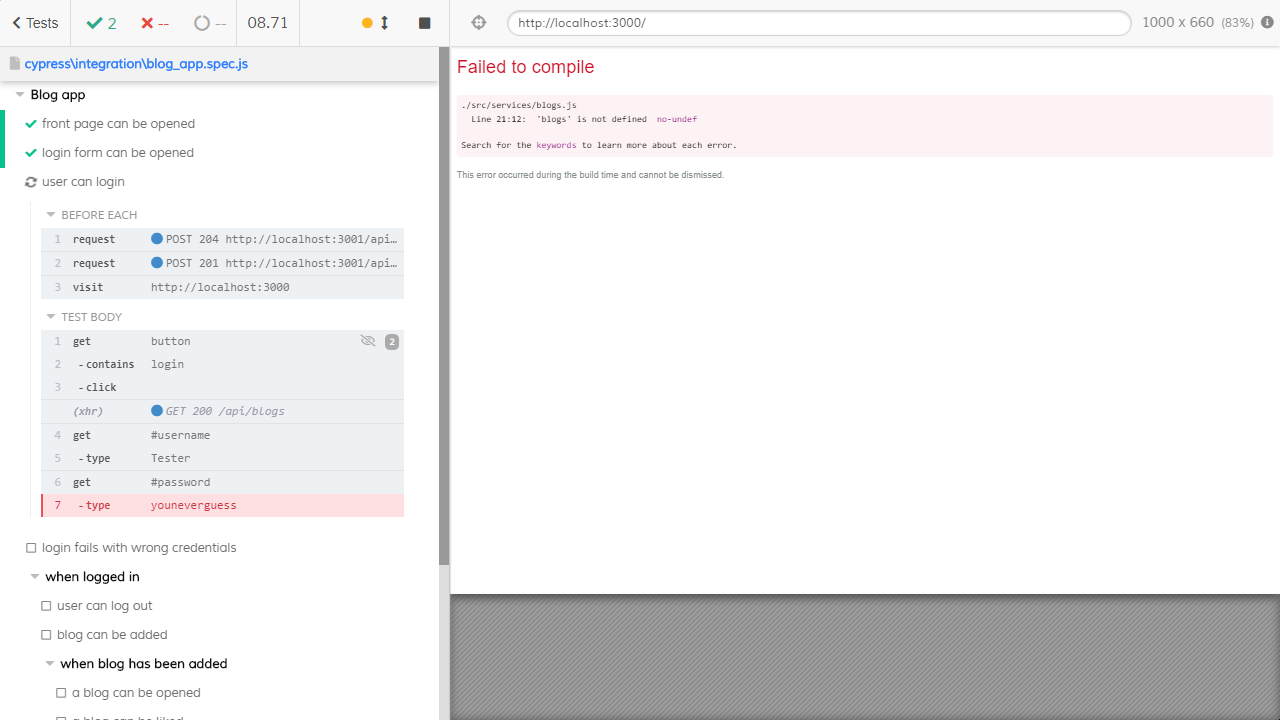 Tests 2 -- -- 08.71
cypress\integration\blog_app.spec.js
Blog app
front page can be opened
login form can be opened
user can login
BEFORE EACH
1 request POST 204 http://localhost:3001/api…
2 request POST 201 http://localhost:3001/api…
3 visit http://localhost:3000
TEST BODY
1 get button 2
2 -contains login
3 -click
(xhr) GET 200 /api/blogs
4 get #username
5 -type Tester
6 get #password
7 -type youneverguess
login fails with wrong credentials
when logged in
user can log out
blog can be added
when blog has been added
a blog can be opened
a blog can be liked
http://localhost:3000/ 1000 x 660 (83%)
Failed to compile
./src/services/blogs.js
Line 21:12: 'blogs' is not defined no-undef
Search for the keywords to learn more about each error.
This error occurred during the build time and cannot be dismissed.